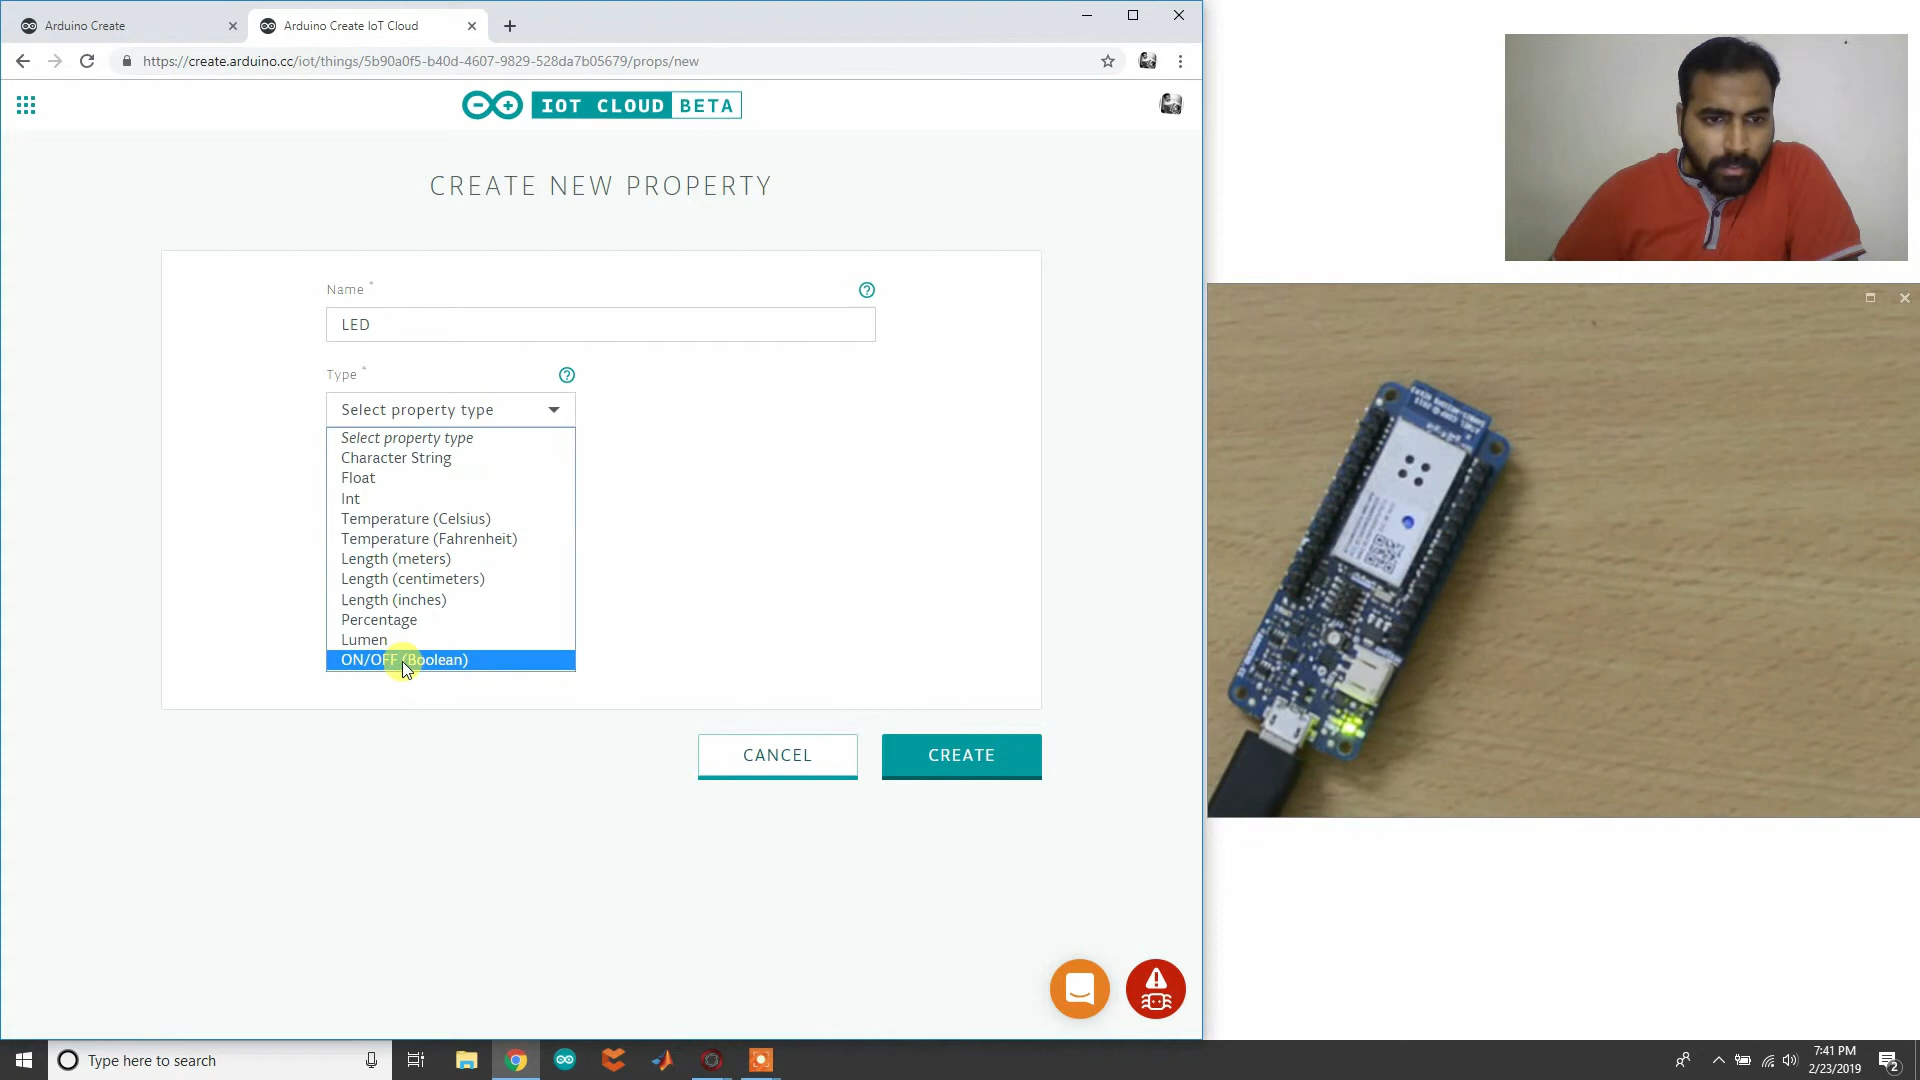 Arduino Create
Arduino Create IoT Cloud
https://create.arduino.cc/iot/things/5b90a0f5-b40d-4607-9829-528da7b05679/props/new
IOT CLOUD BETA
CREATE NEW PROPERTY
Name *
LED
Type *
Select property type
Select property type
Character String
Float
Int
Temperature (Celsius)
Temperature (Fahrenheit)
Length (meters)
Length (centimeters)
Length (inches)
Percentage
Lumen
ON/OFF (Boolean)
CANCEL
CREATE
Type here to search
7:41 PM
2/23/2019
2